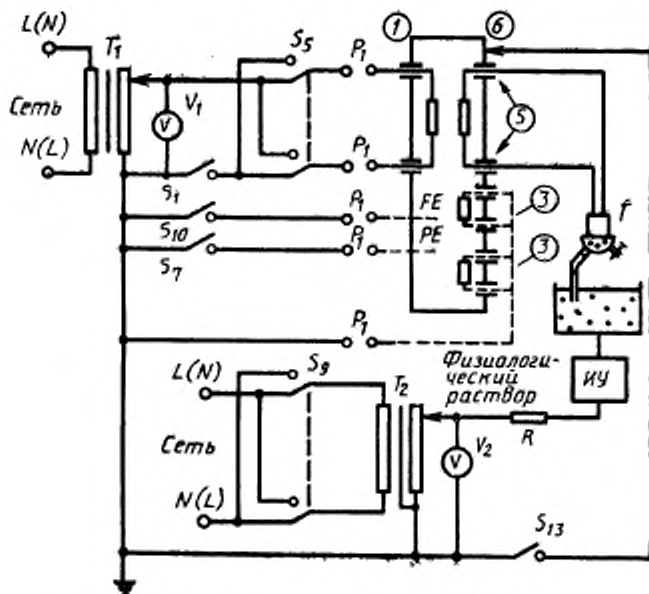 L(N)
T1
Сеть
N(L)
V1
V
S5
P1
P1
1
6
5
S1
S10
S7
P1
FE
P1
PE
3
3
P1
L(N)
S9
T2
Физиологи-
ческий
раствор
ИУ
R
Сеть
V2
V
N(L)
S13